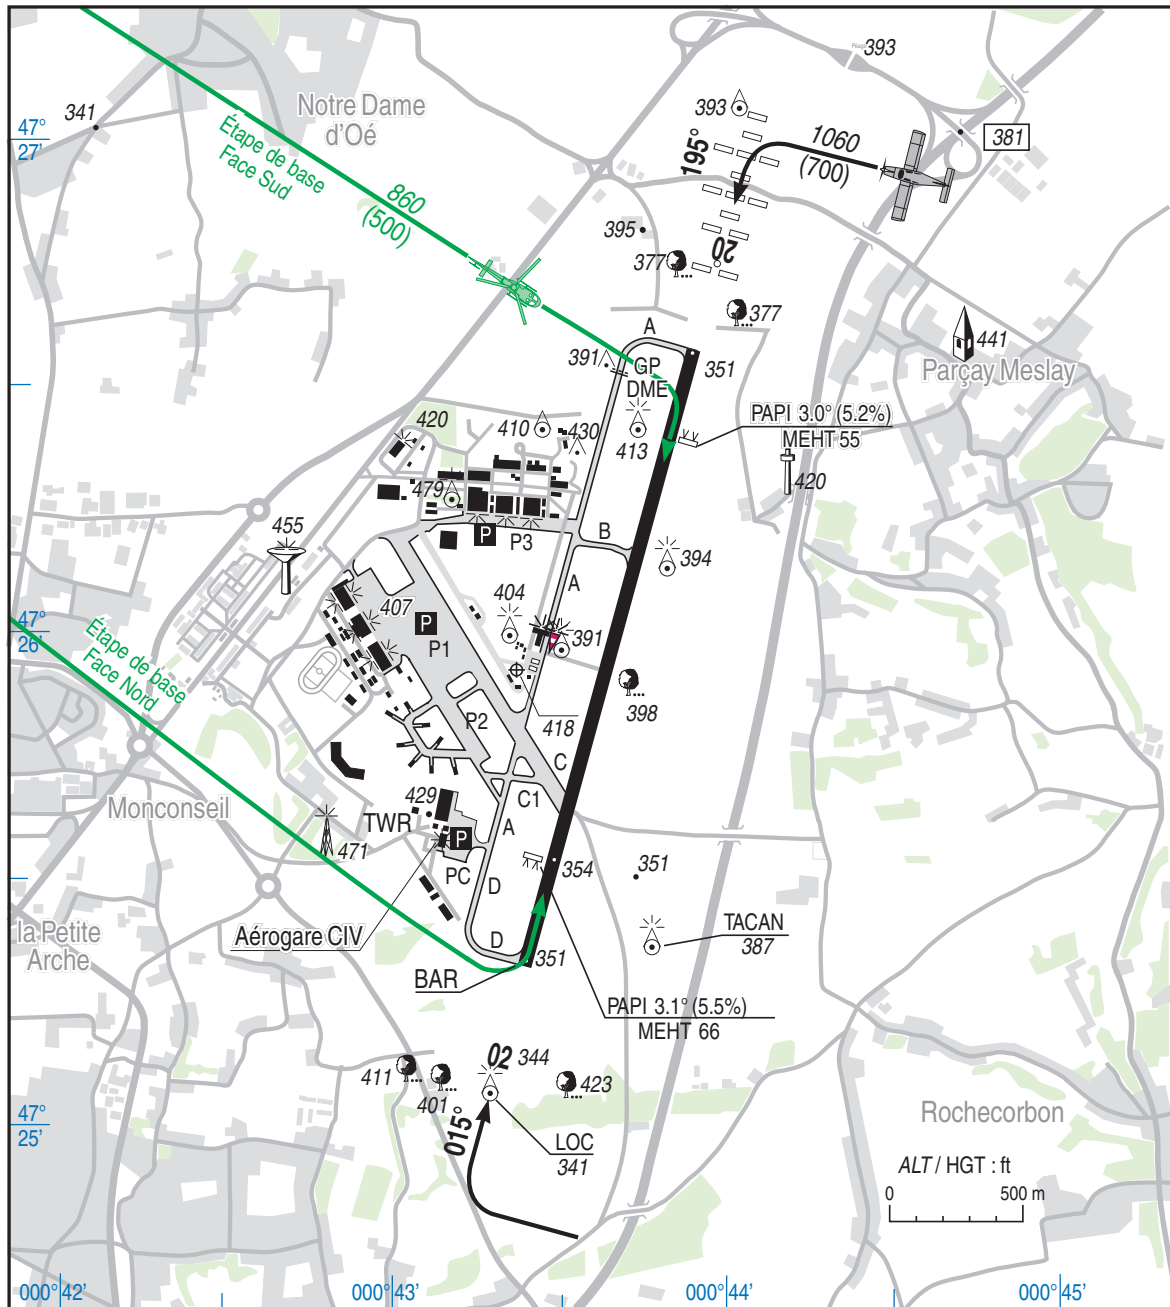 Péage
393
341
Notre Dame
d'Oé
393
47°
27'
381
195°
1060
(700)
Étape de base
Face Sud
860
(500)
395
377
20
377
A
441
391
GP
DME
351
Parçay Meslay
PAPI 3.0° (5.2%)
MEHT 55
420
410
430
413
479
420
455
P
P3
B
394
A
404
407
P
P1
391
47°
26'
Étape de base
Face Nord
398
P2
418
C
Monconseil
429
C1
TWR
A
P
471
354
351
PC
D
la Petite
Arche
Aérogare CIV
D
TACAN
387
351
BAR
PAPI 3.1° (5.5%)
MEHT 66
02
344
411
401
423
47°
25'
015°
Rochecorbon
LOC
341
ALT / HGT : ft
0
500 m
000° 42'
000° 43'
000° 44'
000° 45'